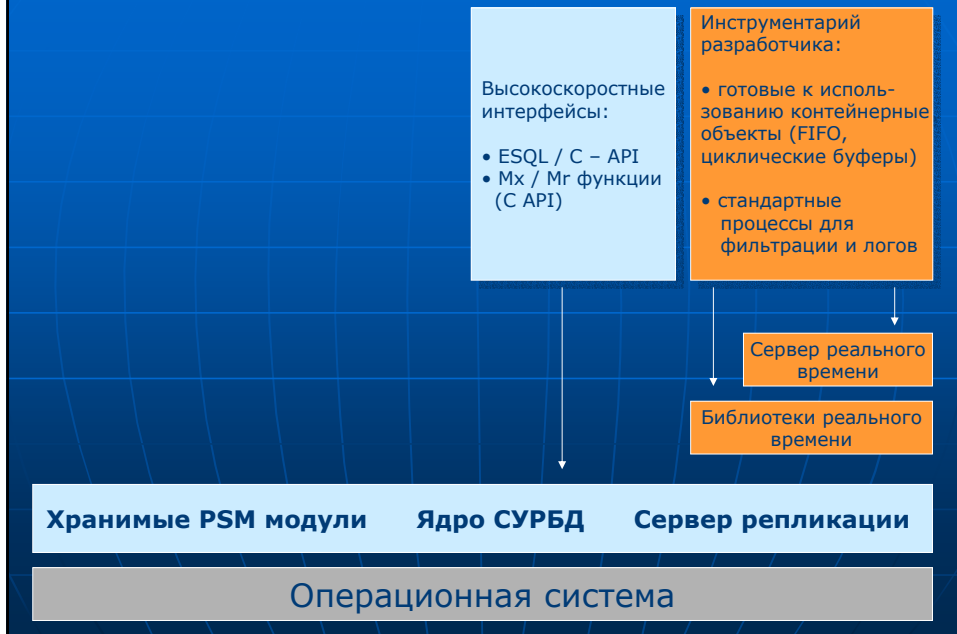 Высокоскоростные
интерфейсы:
• ESQL / C – API
• Mx / Mr функции
(C API)
Инструментарий
разработчика:
• готовые к исполь-
зованию контейнерные
объекты (FIFO,
циклические буферы)
• стандартные
процессы для
фильтрации и логов
Сервер реального
времени
Библиотеки реального
времени
Хранимые PSM модули Ядро СУРБД Сервер репликации
Операционная система